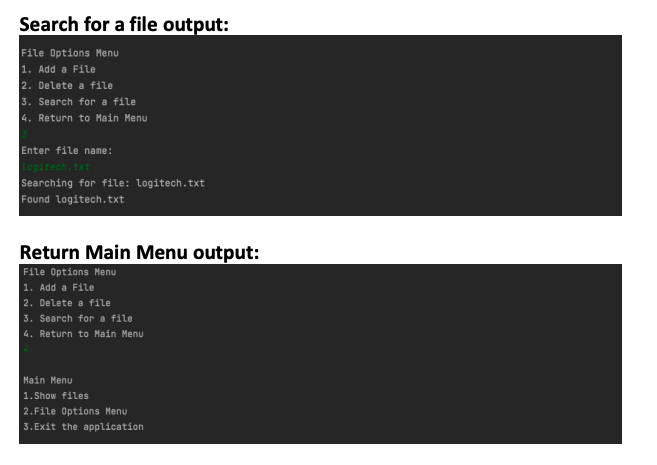 Search for a file output:
File Options Menu
1. Add a File
2. Delete a file
3. Search for a file
4. Return to Main Menu
3
Enter file name:
logitech.txt
Searching for file: logitech.txt
Found logitech.txt
Return Main Menu output:
File Options Menu
1. Add a File
2. Delete a file
3. Search for a file
4. Return to Main Menu
4
Main Menu
1.Show files
2.File Options Menu
3.Exit the application